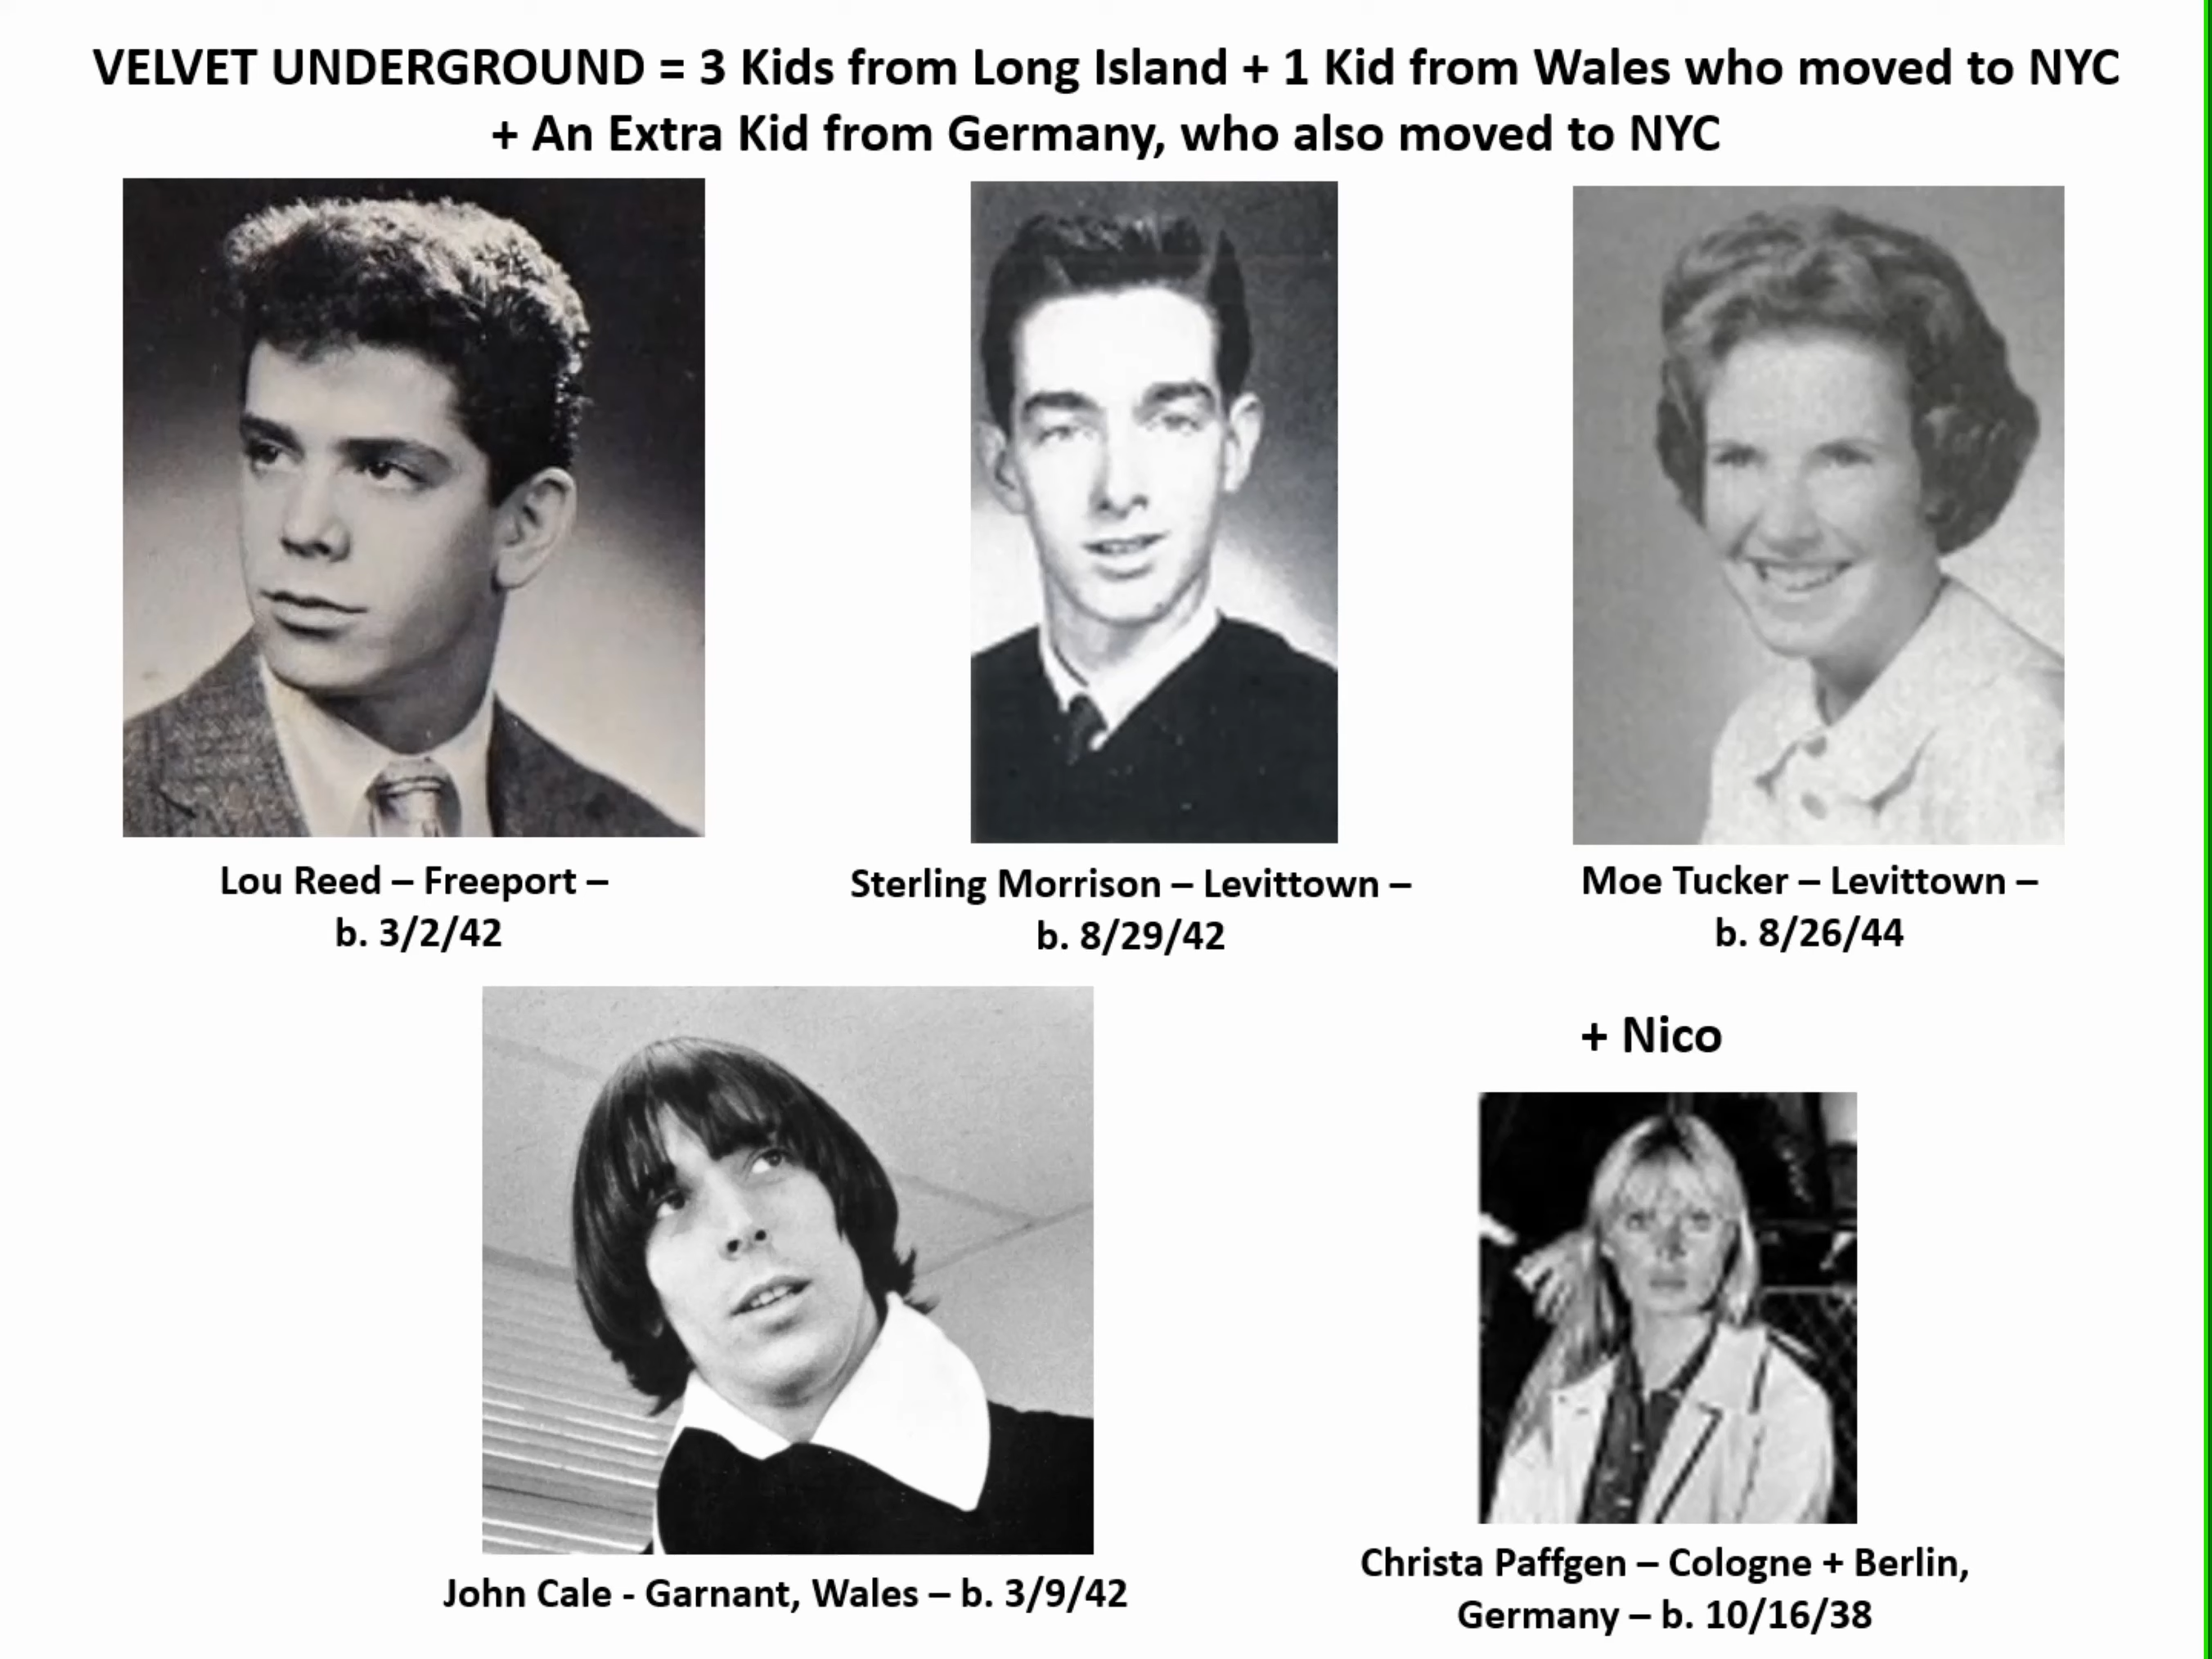 VELVET UNDERGROUND = 3 Kids from Long Island + 1 Kid from Wales who moved to NYC
+ An Extra Kid from Germany, who also moved to NYC
Lou Reed – Freeport –
b. 3/2/42
Sterling Morrison – Levittown –
b. 8/29/42
Moe Tucker – Levittown –
b. 8/26/44
+ Nico
John Cale - Garnant, Wales – b. 3/9/42
Christa Paffgen – Cologne + Berlin,
Germany – b. 10/16/38